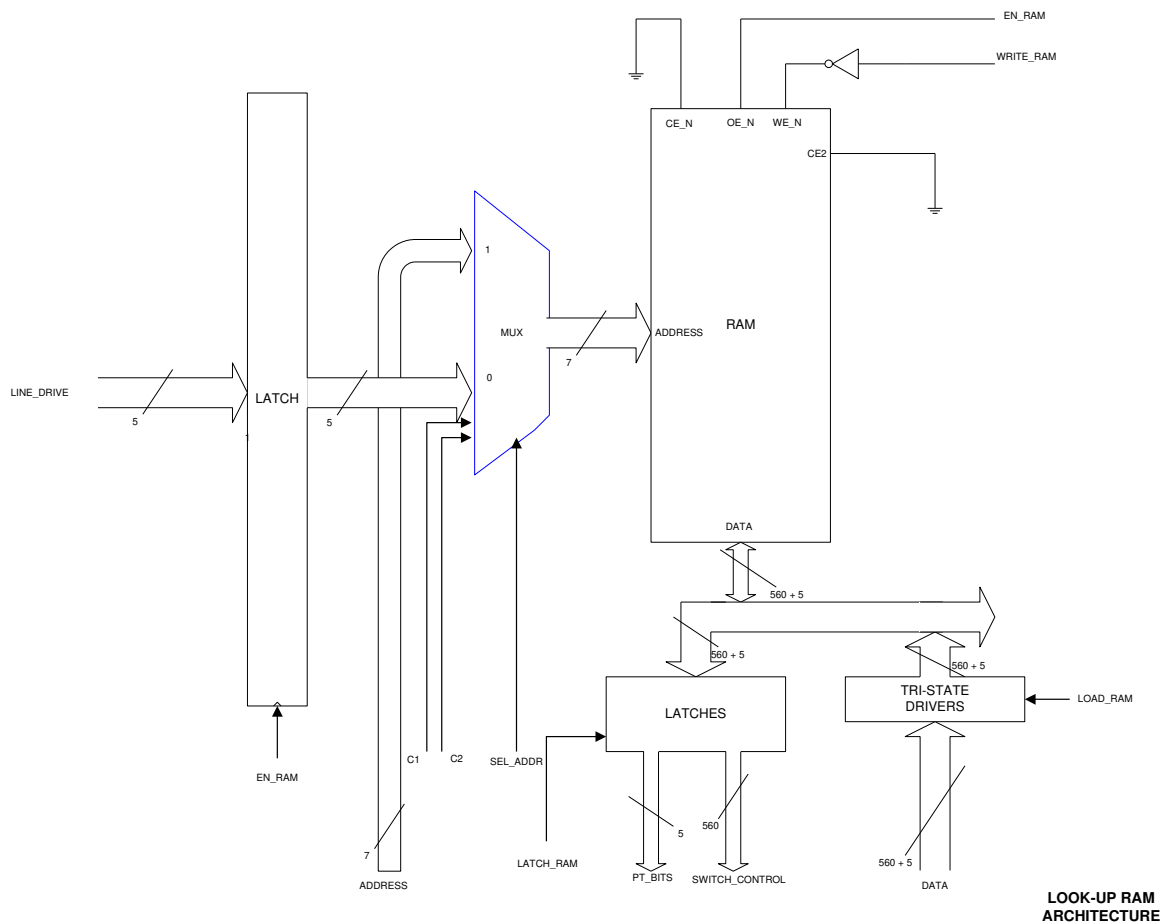 EN_RAM
WRITE_RAM
CE_N
OE_N
WE_N
CE2
1
MUX
ADDRESS
RAM
7
0
LINE_DRIVE
LATCH
5
5
1
DATA
560 + 5
560 + 5
560 + 5
TRI-STATE
DRIVERS
LATCHES
LOAD_RAM
C1
C2
SEL_ADDR
EN_RAM
5
560
7
560 + 5
LATCH_RAM
PT_BITS
SWITCH_CONTROL
ADDRESS
DATA
LOOK-UP RAM
ARCHITECTURE